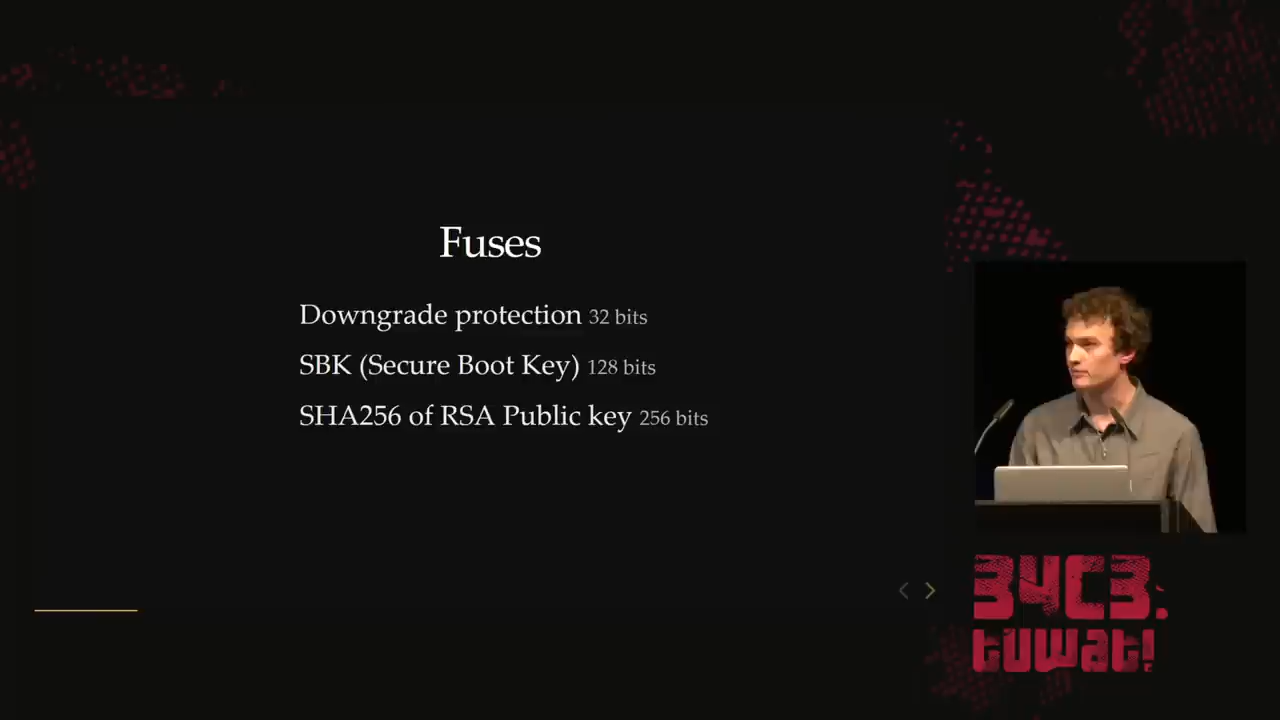 Fuses
Downgrade protection 32 bits
SBK (Secure Boot Key) 128 bits
SHA256 of RSA Public key 256 bits
34C3.
tuwat!